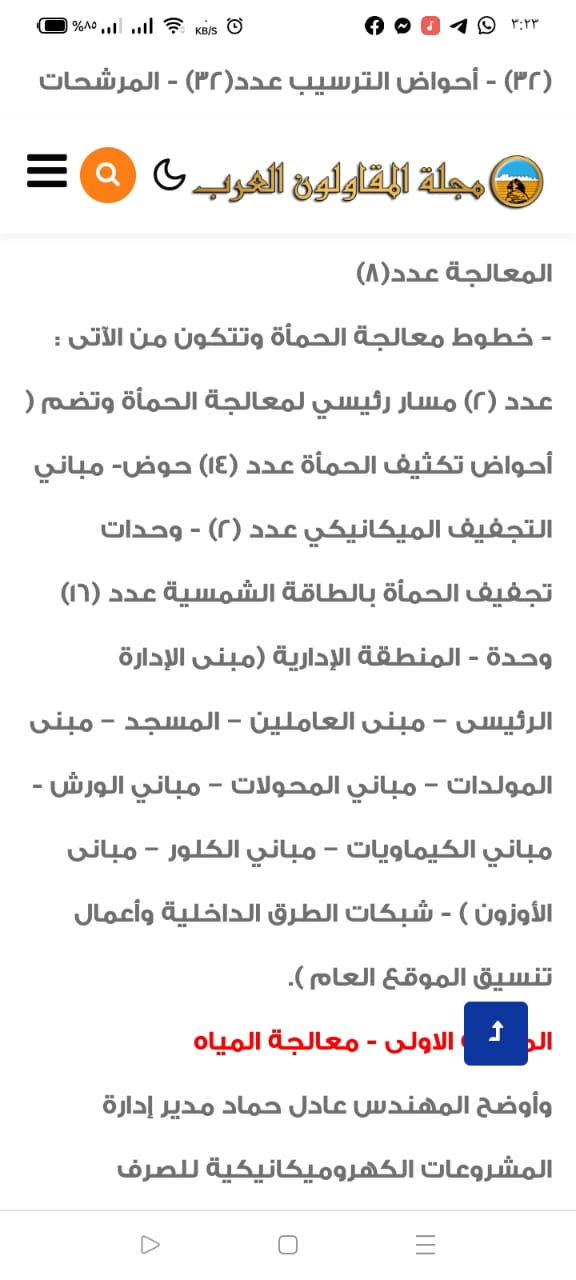 %٨٥ KB/S ٣:٢٣
(٣٢) - أحواض الترسيب عدد(٣٢) - المرشحات
مجلة المقاولون العرب
المعالجة عدد(٨)
- خطوط معالجة الحمأة وتتكون من الآتى :
عدد (٢) مسار رئيسي لمعالجة الحمأة وتضم (
أحواض تكثيف الحمأة عدد (١٤) حوض- مباني
التجفيف الميكانيكي عدد (٢) - وحدات
تجفيف الحمأة بالطاقة الشمسية عدد (١٦)
وحدة - المنطقة الإدارية (مبنى الإدارة
الرئيسى – مبنى العاملين – المسجد – مبنى
المولدات – مباني المحولات – مباني الورش -
مباني الكيماويات – مباني الكلور – مبانى
الأوزون ) - شبكات الطرق الداخلية وأعمال
تنسيق الموقع العام ).
الاولى - معالجة المياه
وأوضح المهندس عادل حماد مدير إدارة
المشروعات الكهروميكانيكية للصرف